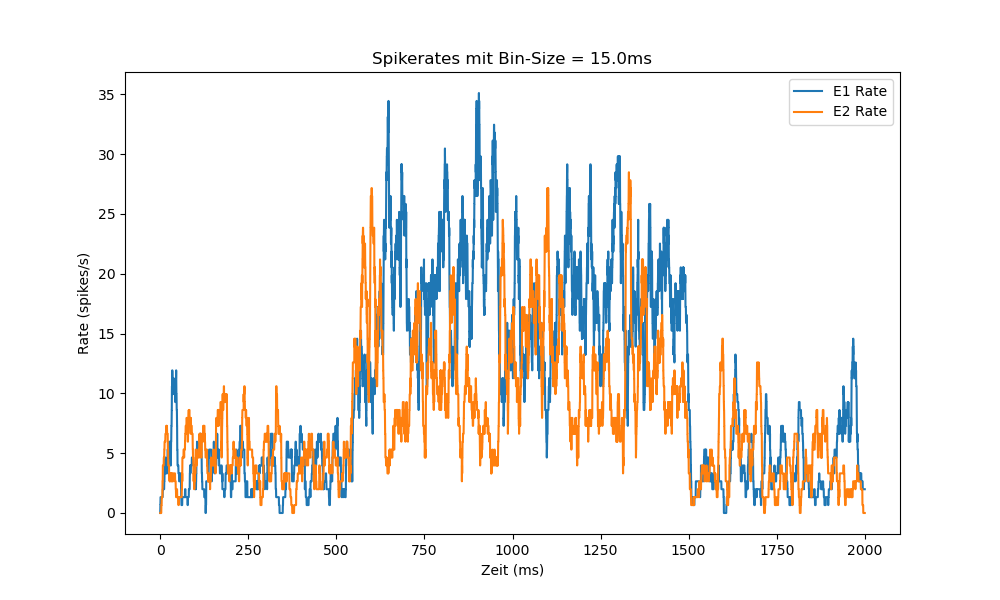 Spikerates mit Bin-Size = 15.0ms
E1 Rate
E2 Rate
Rate (spikes/s)
35
30
25
20
15
10
5
0
0 250 500 750 1000 1250 1500 1750 2000
Zeit (ms)